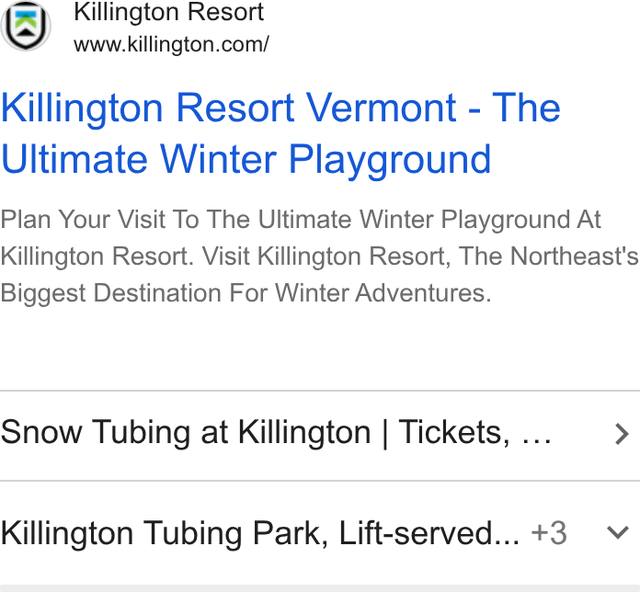 Killington Resort
www.killington.com/
Killington Resort Vermont - The
Ultimate Winter Playground
Plan Your Visit To The Ultimate Winter Playground At
Killington Resort. Visit Killington Resort, The Northeast's
Biggest Destination For Winter Adventures.
Snow Tubing at Killington | Tickets, ...
Killington Tubing Park, Lift-served... +3